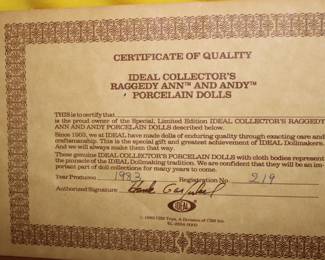 CERTIFICATE OF QUALITY
IDEAL COLLECTOR'S
RAGGEDY ANN™ AND ANDY™
PORCELAIN DOLLS
THIS is to certify that
is the proud owner of the Special, Limited Edition IDEAL COLLECTOR'S RAGGEDY
ANN AND ANDY PORCELAIN DOLLS described below.
Since 1903, we at IDEAL have made dolls of enduring quality through exacting care and
craftsmanship. This is the special gift and greatest achievement of IDEAL Dollmakers.
And we will always make them that way.
These genuine IDEAL COLLECTOR'S PORCELAIN DOLLS with cloth bodies represent
the pinnacle of the IDEAL Dollmaking tradition. We are confident that they will be an im-
portant part of doll collections for many years to come.
Year Produced 1983 Registration No. 219
Authorized Signature
IDEAL